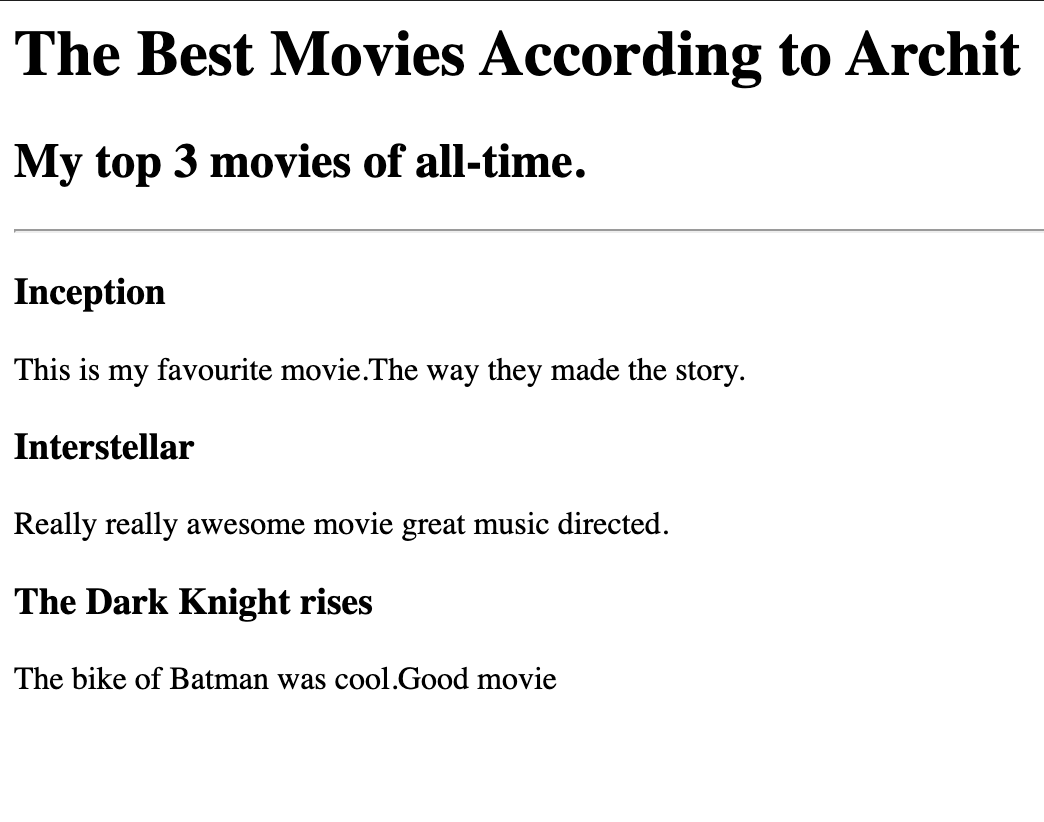 The Best Movies According to Archit
My top 3 movies of all-time.
Inception
This is my favourite movie.The way they made the story.
Interstellar
Really really awesome movie great music directed.
The Dark Knight rises
The bike of Batman was cool.Good movie